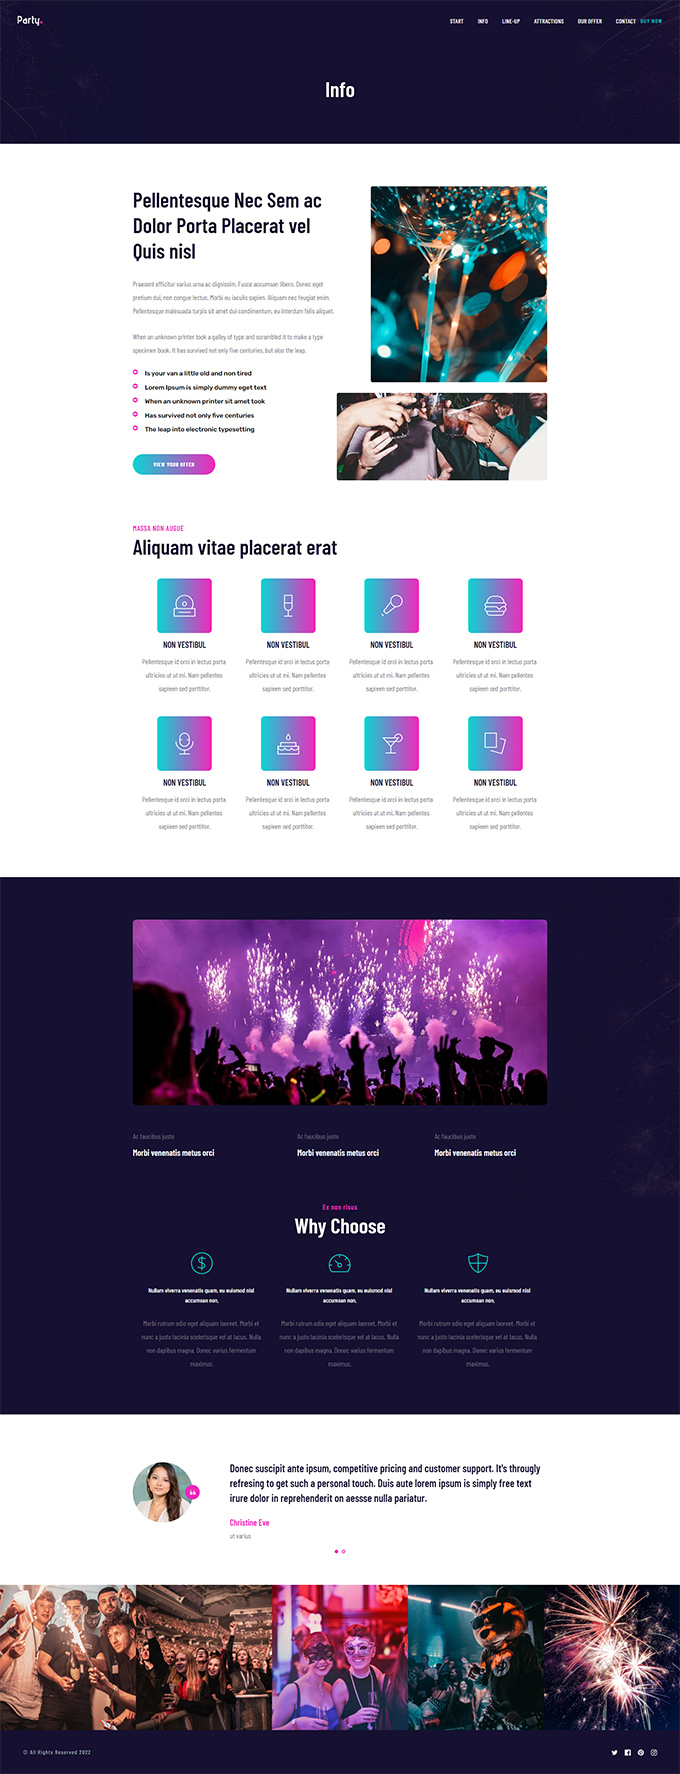 Party.
START INFO LINE-UP ATTRACTIONS OUR OFFER CONTACT BUY NOW
Info
Pellentesque Nec Sem ac
Dolor Porta Placerat vel
Quis nisl
Praesent efficitur varius urna ac dignissim. Fusce accumsan libero. Donec eget
pretium dui, non congue lectus. Morbi eu iaculis sapien. Aliquam nec feugiat enim.
Pellentesque malesuada turpis sit amet dui condimentum, eu interdum felis aliquet.
When an unknown printer took a galley of type and scrambled it to make a type
specimen book. It has survived not only five centuries, but also the leap.
Is your van a little old and non tired
Lorem Ipsum is simply dummy eget text
When an unknown printer sit amet took
Has survived not only five centuries
The leap into electronic typesetting
VIEW YOUR OFFER
MASSA NON AUGUE
Aliquam vitae placerat erat
NON VESTIBUL
Pellentesque id orci in lectus porta
ultricies ut ut mi. Nam pellentes
sapieen sed porttitor.
NON VESTIBUL
Pellentesque id orci in lectus porta
ultricies ut ut mi. Nam pellentes
sapieen sed porttitor.
NON VESTIBUL
Pellentesque id orci in lectus porta
ultricies ut ut mi. Nam pellentes
sapieen sed porttitor.
NON VESTIBUL
Pellentesque id orci in lectus porta
ultricies ut ut mi. Nam pellentes
sapieen sed porttitor.
NON VESTIBUL
Pellentesque id orci in lectus porta
ultricies ut ut mi. Nam pellentes
sapieen sed porttitor.
NON VESTIBUL
Pellentesque id orci in lectus porta
ultricies ut ut mi. Nam pellentes
sapieen sed porttitor.
NON VESTIBUL
Pellentesque id orci in lectus porta
ultricies ut ut mi. Nam pellentes
sapieen sed porttitor.
NON VESTIBUL
Pellentesque id orci in lectus porta
ultricies ut ut mi. Nam pellentes
sapieen sed porttitor.
Ac faucibus justo
Morbi venenatis metus orci
Ac faucibus justo
Morbi venenatis metus orci
Ac faucibus justo
Morbi venenatis metus orci
Ex non risus
Why Choose
Nullam viverra venenatis quam, eu euismod nisl
accumsan non,
Morbi rutrum odio eget aliquam laoreet. Morbi et
nunc a justo lacinia scelerisque vel at lacus. Nulla
non dapibus magna. Donec varius fermentum
maximus.
Nullam viverra venenatis quam, eu euismod nisl
accumsan non,
Morbi rutrum odio eget aliquam laoreet. Morbi et
nunc a justo lacinia scelerisque vel at lacus. Nulla
non dapibus magna. Donec varius fermentum
maximus.
Nullam viverra venenatis quam, eu euismod nisl
accumsan non,
Morbi rutrum odio eget aliquam laoreet. Morbi et
nunc a justo lacinia scelerisque vel at lacus. Nulla
non dapibus magna. Donec varius fermentum
maximus.
Donec suscipit ante ipsum, competitive pricing and customer support. It's througly
refresing to get such a personal touch. Duis aute lorem ipsum is simply free text
irure dolor in reprehenderit on aessse nulla pariatur.
Christine Eve
ut varius
© All Rights Reserved 2022